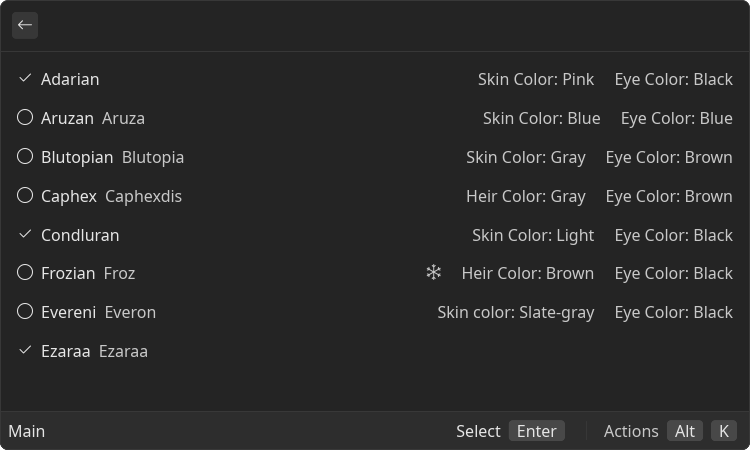 Adarian Skin Color: Pink Eye Color: Black
Aruzan Aruza Skin Color: Blue Eye Color: Blue
Blutopian Blutopia Skin Color: Gray Eye Color: Brown
Caphex Caphexdis Heir Color: Gray Eye Color: Brown
Condluran Skin Color: Light Eye Color: Black
Frozian Froz Heir Color: Brown Eye Color: Black
Evereni Everon Skin color: Slate-gray Eye Color: Black
Ezaraa Ezaraa
Main Select Enter Actions Alt K